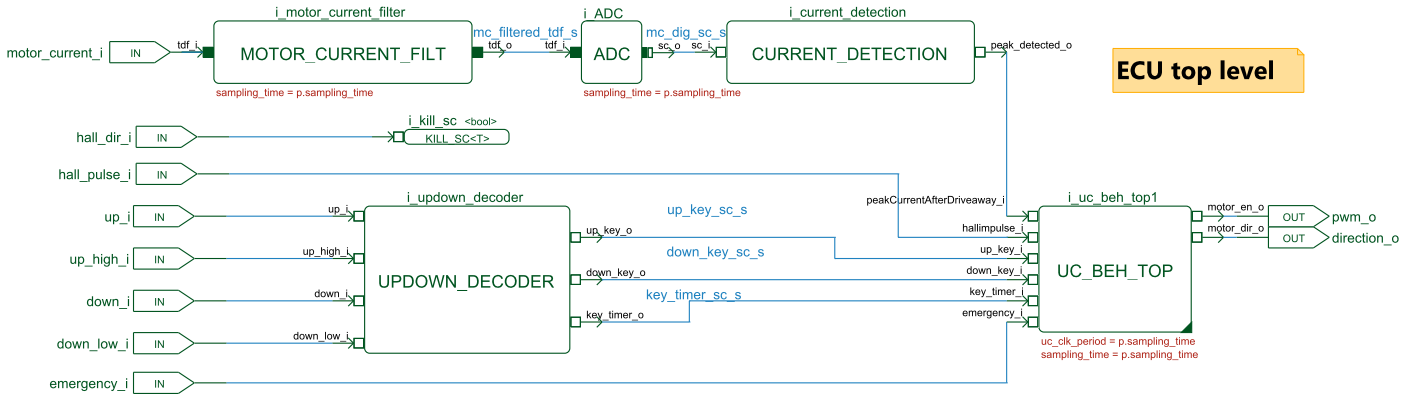 i_motor_current_filter
i_ADC
i_current_detection
mc_filtered_tdf_s
mc_dig_sc_s
motor_current_i
IN
tdf_i
MOTOR_CURRENT_FILT
tdf_o
tdf_i
ADC
sc_o
sc_i
CURRENT_DETECTION
peak_detected_o
ECU top level
sampling_time = p.sampling_time
sampling_time = p.sampling_time
i_kill_sc <bool>
hall_dir_i
IN
KILL_SC<T>
hall_pulse_i
IN
i_updown_decoder
peakCurrentAfterDriveaway_i
i_uc_beh_top1
up_i
IN
up_i
up_key_sc_s
motor_en_o
OUT
pwm_o
up_key_o
hallimpulse_i
motor_dir_o
OUT
direction_o
up_high_i
IN
up_high_i
down_key_sc_s
up_key_i
UPDOWN_DECODER
down_key_o
down_key_i
UC_BEH_TOP
down_i
IN
down_i
key_timer_sc_s
key_timer_i
key_timer_o
emergency_i
down_low_i
IN
down_low_i
uc_clk_period = p.sampling_time
sampling_time = p.sampling_time
emergency_i
IN